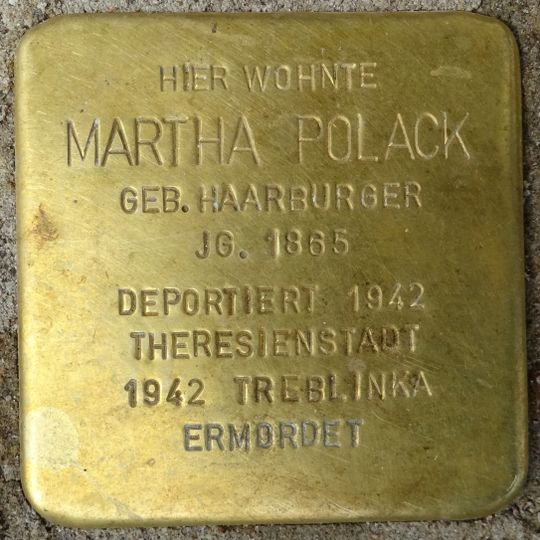 HIER WOHNTE
MARTHA POLACK
GEB. HAARBURGER
JG. 1865
DEPORTIERT 1942
THERESIENSTADT
1942 TREBLINKA
ERMORDET